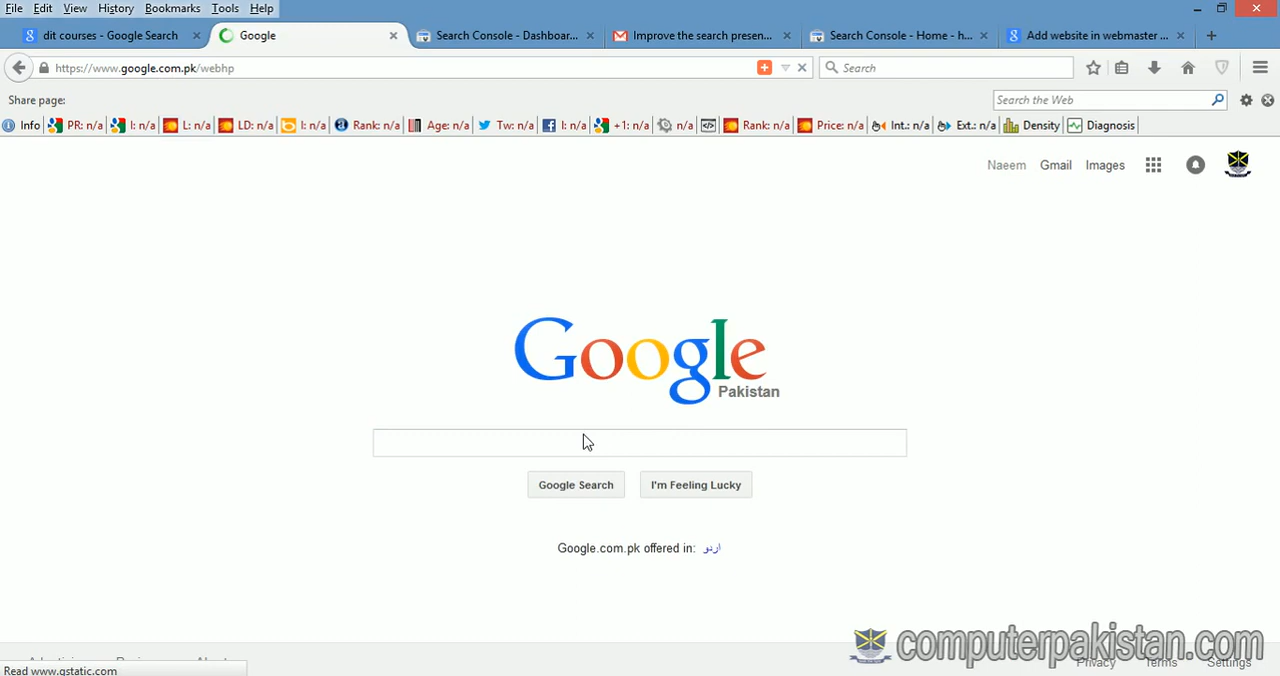 File Edit View History Bookmarks Tools Help
dit courses - Google Search
Google
Search Console - Dashboar...
Improve the search presen...
Search Console - Home - h...
Add website in webmaster ...
https://www.google.com.pk/webhp
Search
Share page:
Search the Web
Info PR: n/a I: n/a L: n/a LD: n/a I: n/a Rank: n/a Age: n/a Tw: n/a I: n/a +1: n/a n/a Rank: n/a Price: n/a Int.: n/a Ext.: n/a Density Diagnosis
Naeem Gmail Images
Google
Pakistan
Google Search I'm Feeling Lucky
Google.com.pk offered in: اردو
computerpakistan.com
Privacy Terms Settings
Read www.gstatic.com